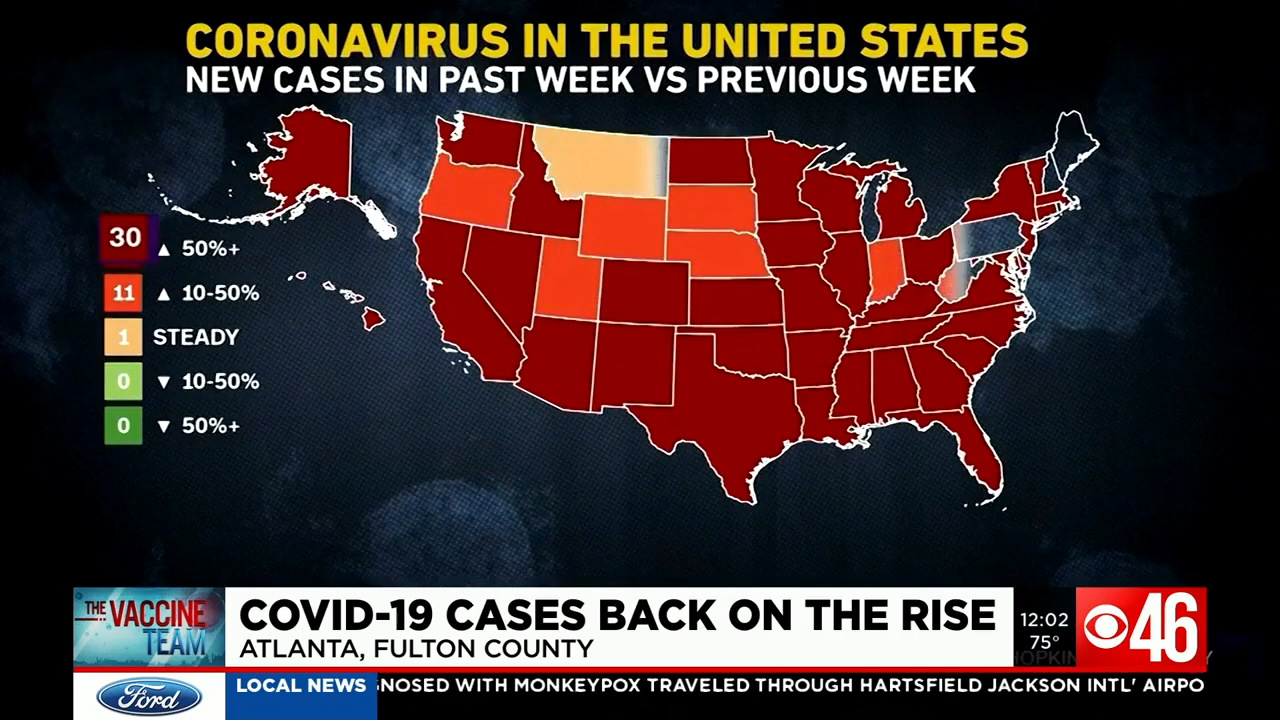 CORONAVIRUS IN THE UNITED STATES
NEW CASES IN PAST WEEK VS PREVIOUS WEEK
30 ▲ 50%+
11 ▲ 10-50%
1 STEADY
0 ▼ 10-50%
0 ▼ 50%+
THE VACCINE TEAM
COVID-19 CASES BACK ON THE RISE
ATLANTA, FULTON COUNTY
12:02
75°
46
Ford
LOCAL NEWS
GNOSED WITH MONKEYPOX TRAVELED THROUGH HARTSFIELD JACKSON INTL' AIRPO